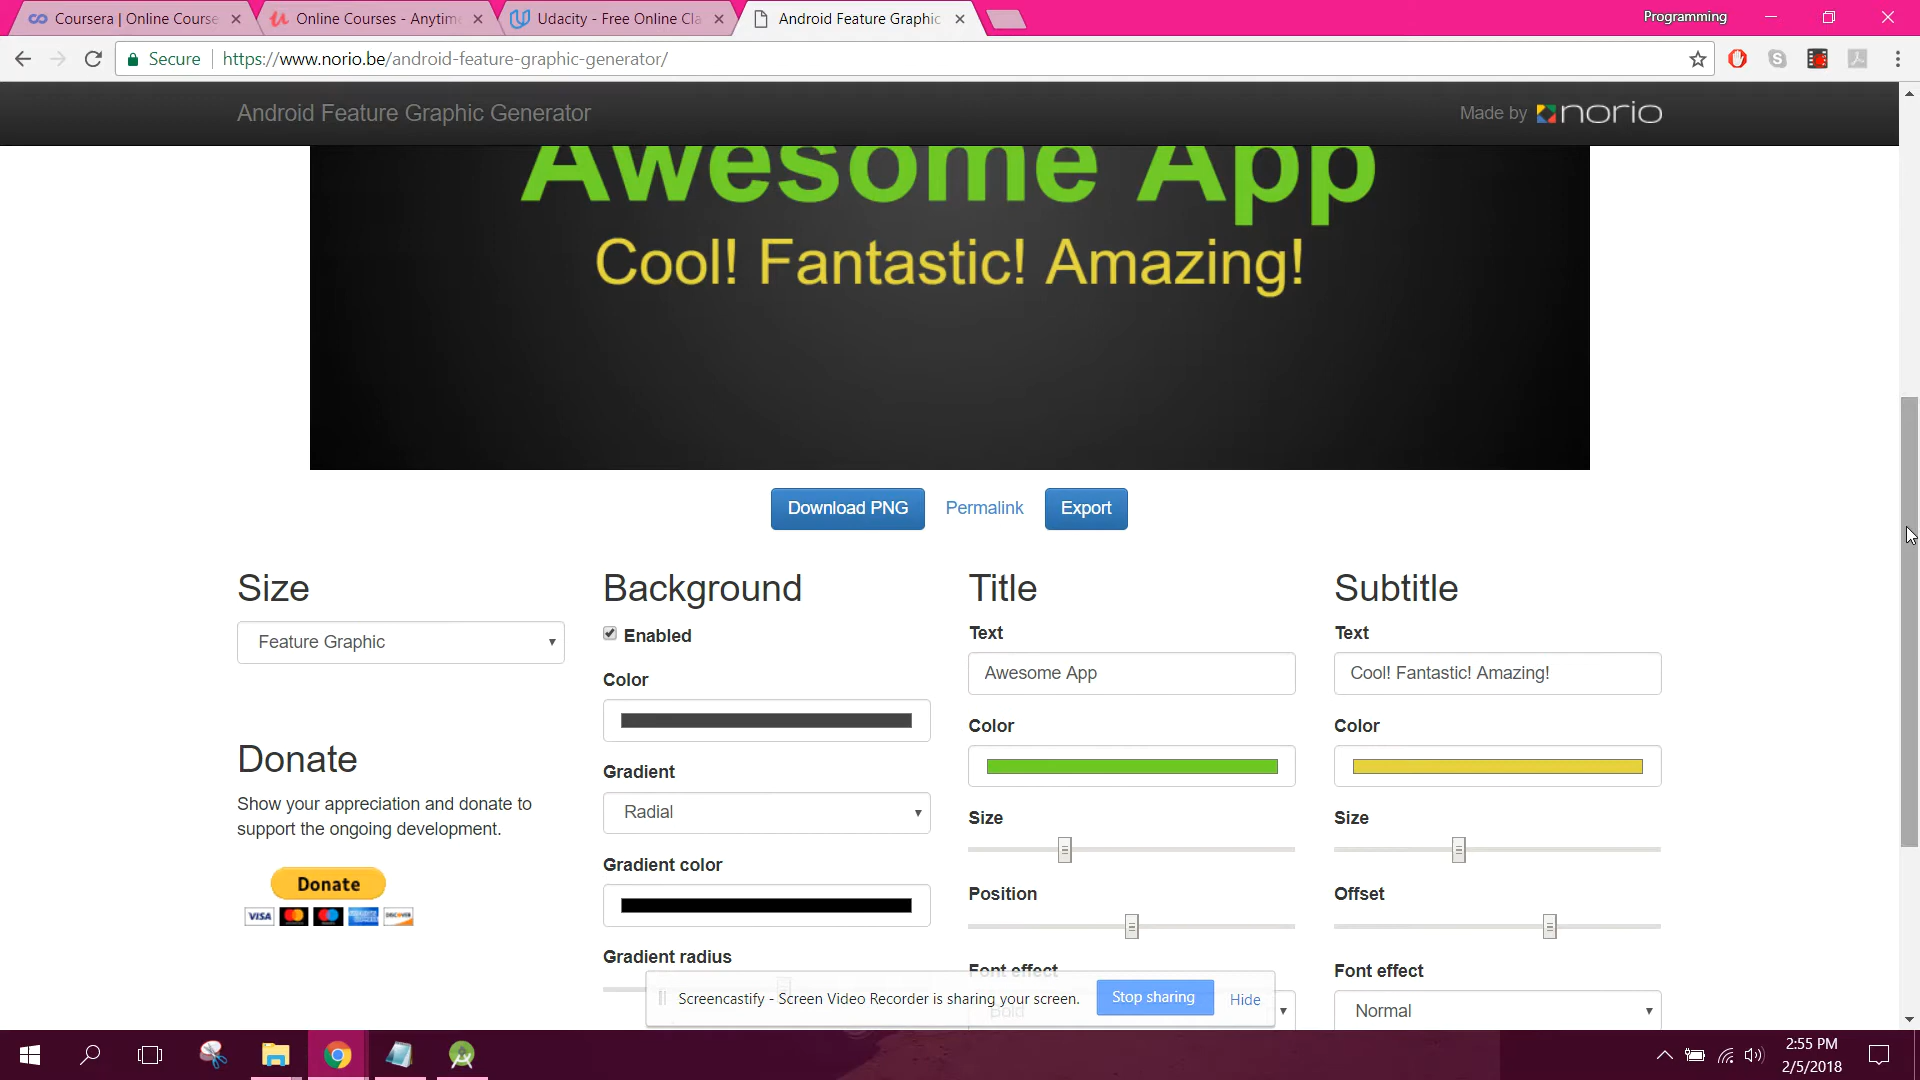 Coursera | Online Course
Online Courses - Anytim
Udacity - Free Online Cla
Android Feature Graphic
Programming
Secure
https://www.norio.be/android-feature-graphic-generator/
Android Feature Graphic Generator
Made by norio
Awesome App
Cool! Fantastic! Amazing!
Download PNG
Permalink
Export
Size
Feature Graphic
Donate
Show your appreciation and donate to
support the ongoing development.
Donate
VISA
DISCOVER
Background
Enabled
Color
Gradient
Radial
Gradient color
Gradient radius
Title
Text
Awesome App
Color
Size
Position
Font effect
Bold
Subtitle
Text
Cool! Fantastic! Amazing!
Color
Size
Offset
Font effect
Normal
Screencastify - Screen Video Recorder is sharing your screen.
Stop sharing
Hide
2:55 PM
2/5/2018